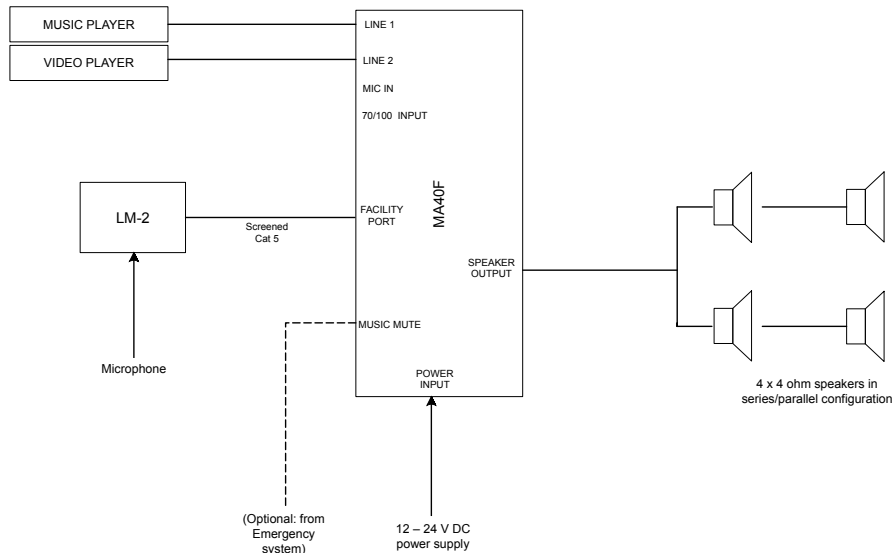 MUSIC PLAYER
LINE 1
VIDEO PLAYER
LINE 2
MIC IN
70/100 INPUT
MA40F
LM-2
FACILITY
PORT
Screened
Cat 5
SPEAKER
OUTPUT
MUSIC MUTE
Microphone
POWER
INPUT
4 x 4 ohm speakers in
series/parallel configuration
(Optional: from
Emergency
system)
12 – 24 V DC
power supply